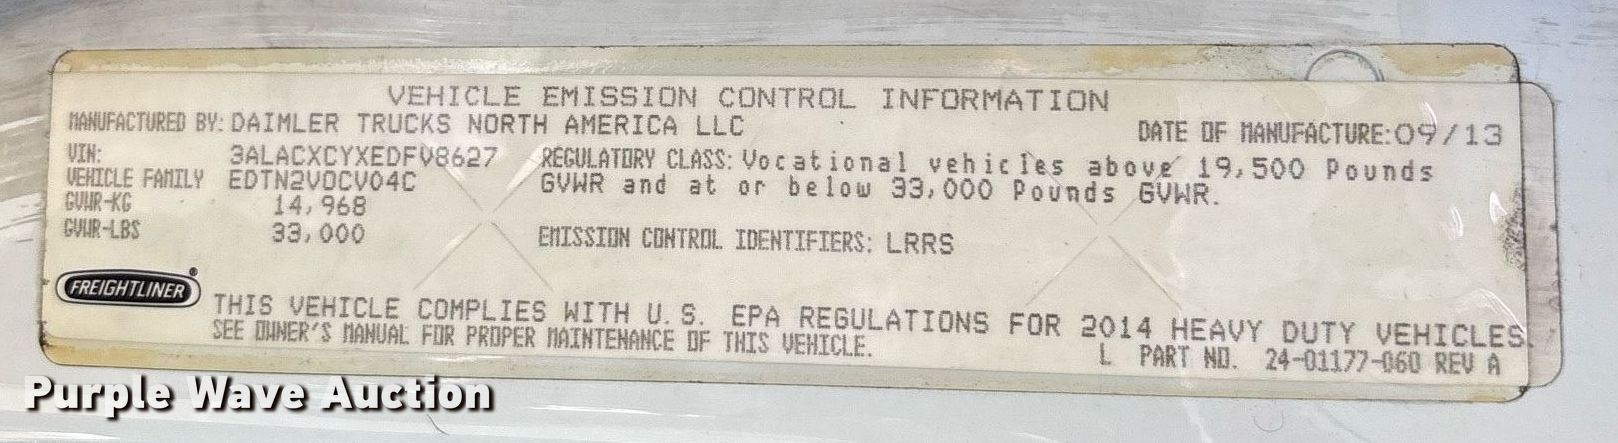 VEHICLE EMISSION CONTROL INFORMATION
MANUFACTURED BY: DAIMLER TRUCKS NORTH AMERICA LLC
DATE OF MANUFACTURE: 09/13
VIN: 3ALACXCYXEDFV8627
VEHICLE FAMILY EDTN2VOCV04C
GVWR-KG 14,968
GVWR-LBS 33,000
REGULATORY CLASS: Vocational vehicles above 19,500 Pounds
GVWR and at or below 33,000 Pounds GVWR.
EMISSION CONTROL IDENTIFIERS: LRRS
FREIGHTLINER®
THIS VEHICLE COMPLIES WITH U.S. EPA REGULATIONS FOR 2014 HEAVY DUTY VEHICLES.
SEE OWNER'S MANUAL FOR PROPER MAINTENANCE OF THIS VEHICLE.
L PART NO. 24-01177-060 REV A
Purple Wave Auction